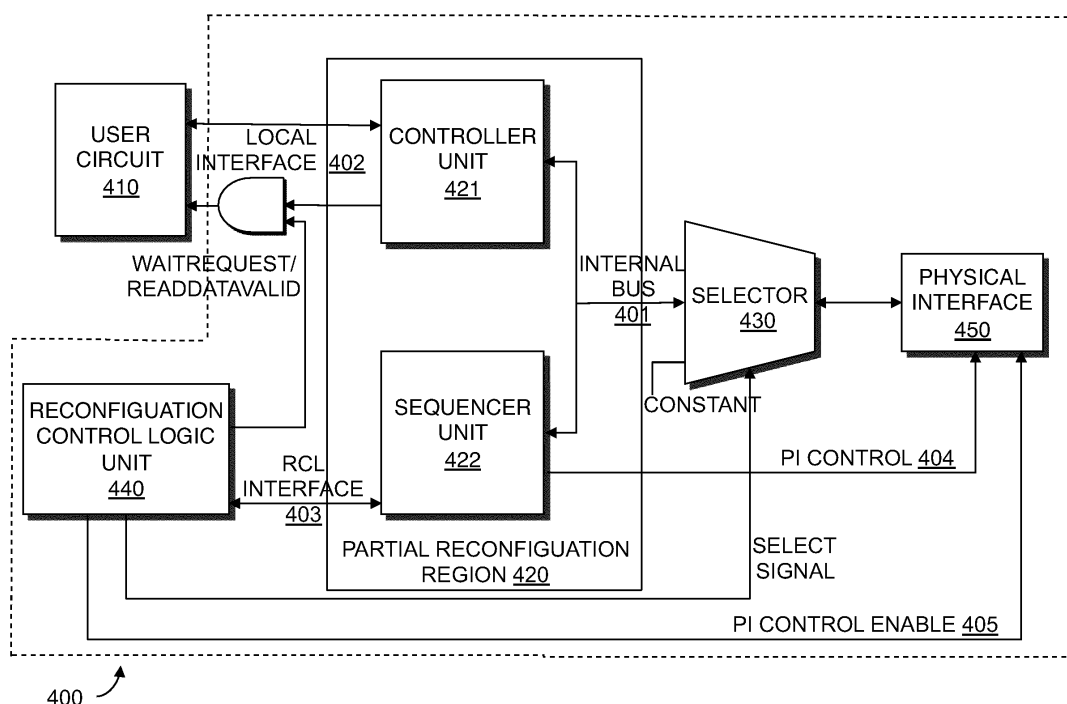 USER
CIRCUIT
410
LOCAL
INTERFACE 402
CONTROLLER
UNIT
421
WAITREQUEST/
READDATAVALID
INTERNAL
BUS
401
SELECTOR
430
PHYSICAL
INTERFACE
450
CONSTANT
RECONFIGUATION
CONTROL LOGIC
UNIT
440
RCL
INTERFACE
403
SEQUENCER
UNIT
422
PI CONTROL 404
PARTIAL RECONFIGUATION
REGION 420
SELECT
SIGNAL
PI CONTROL ENABLE 405
400